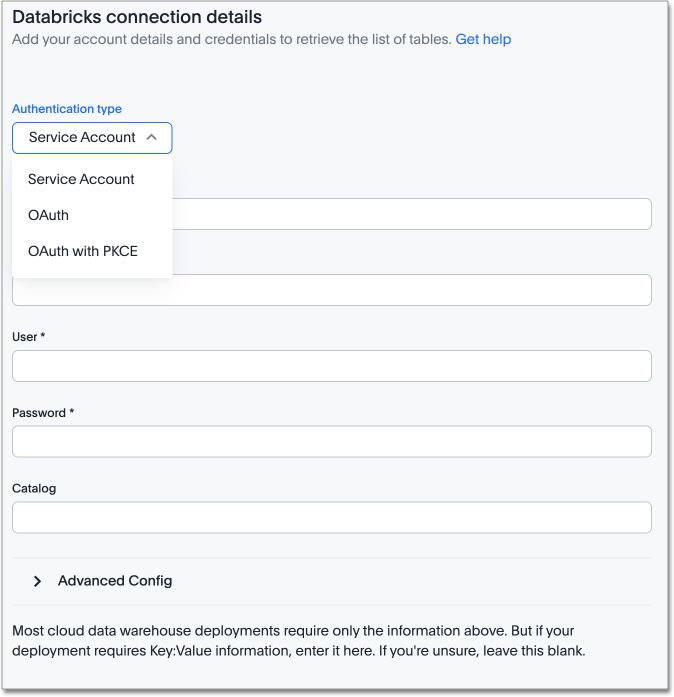 Databricks connection details
Add your account details and credentials to retrieve the list of tables. Get help
Authentication type
Service Account
Service Account
OAuth
OAuth with PKCE
User *
Password *
Catalog
Advanced Config
Most cloud data warehouse deployments require only the information above. But if your
deployment requires Key:Value information, enter it here. If you're unsure, leave this blank.